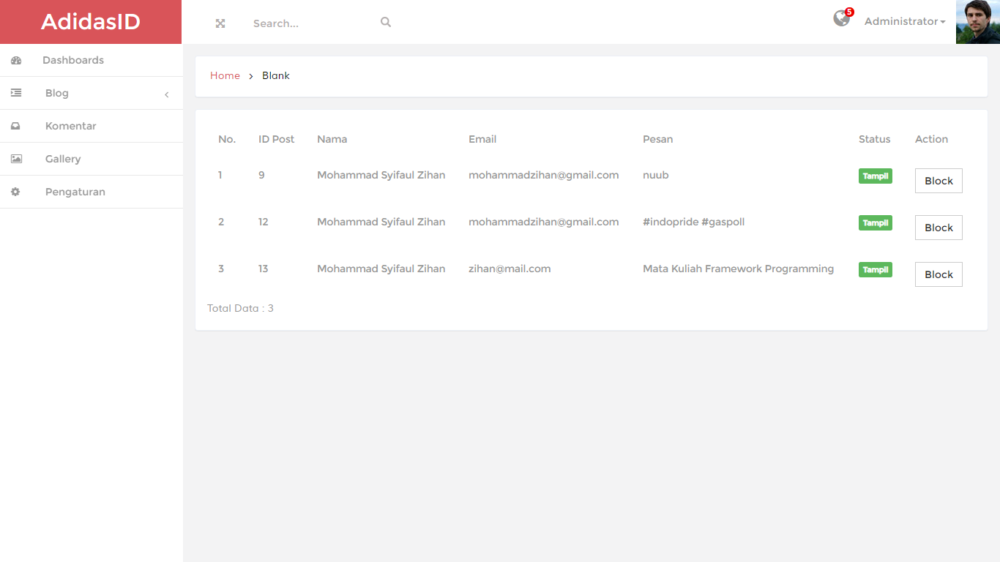 AdidasID
Search...
5
Administrator
Dashboards
Blog
Komentar
Gallery
Pengaturan
Home > Blank
No. ID Post Nama Email Pesan Status Action
1 9 Mohammad Syifaul Zihan mohammadzihan@gmail.com nuub Tampil Block
2 12 Mohammad Syifaul Zihan mohammadzihan@gmail.com #indopride #gaspoll Tampil Block
3 13 Mohammad Syifaul Zihan zihan@mail.com Mata Kuliah Framework Programming Tampil Block
Total Data : 3